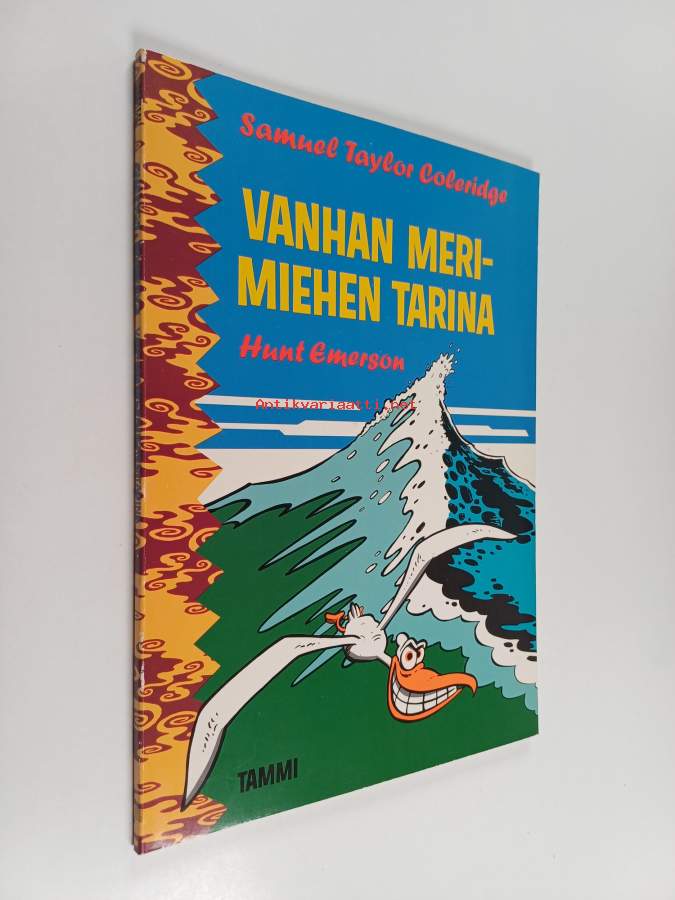 Samuel Taylor Coleridge
VANHAN MERI-
MIEHEN TARINA
Hunt Emerson
Antikvariaatti.net
TAMMI